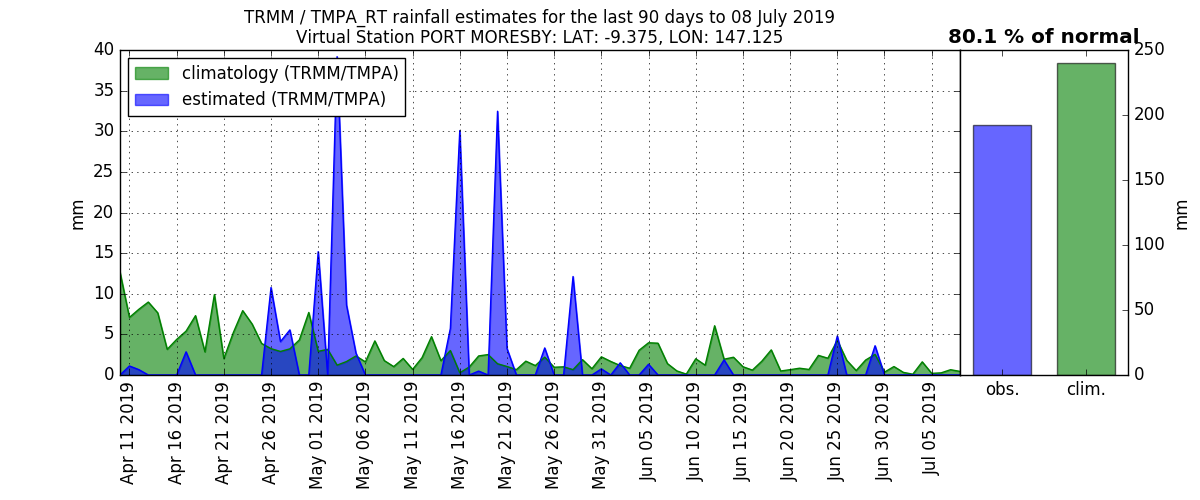 TRMM / TMPA_RT rainfall estimates for the last 90 days to 08 July 2019
Virtual Station PORT MORESBY: LAT: -9.375, LON: 147.125
80.1 % of normal
climatology (TRMM/TMPA)
estimated (TRMM/TMPA)
40
35
30
25
20
15
10
5
0
mm
Apr 11 2019
Apr 16 2019
Apr 21 2019
Apr 26 2019
May 01 2019
May 06 2019
May 11 2019
May 16 2019
May 21 2019
May 26 2019
May 31 2019
Jun 05 2019
Jun 10 2019
Jun 15 2019
Jun 20 2019
Jun 25 2019
Jun 30 2019
Jul 05 2019
obs.
clim.
250
200
150
100
50
0
mm